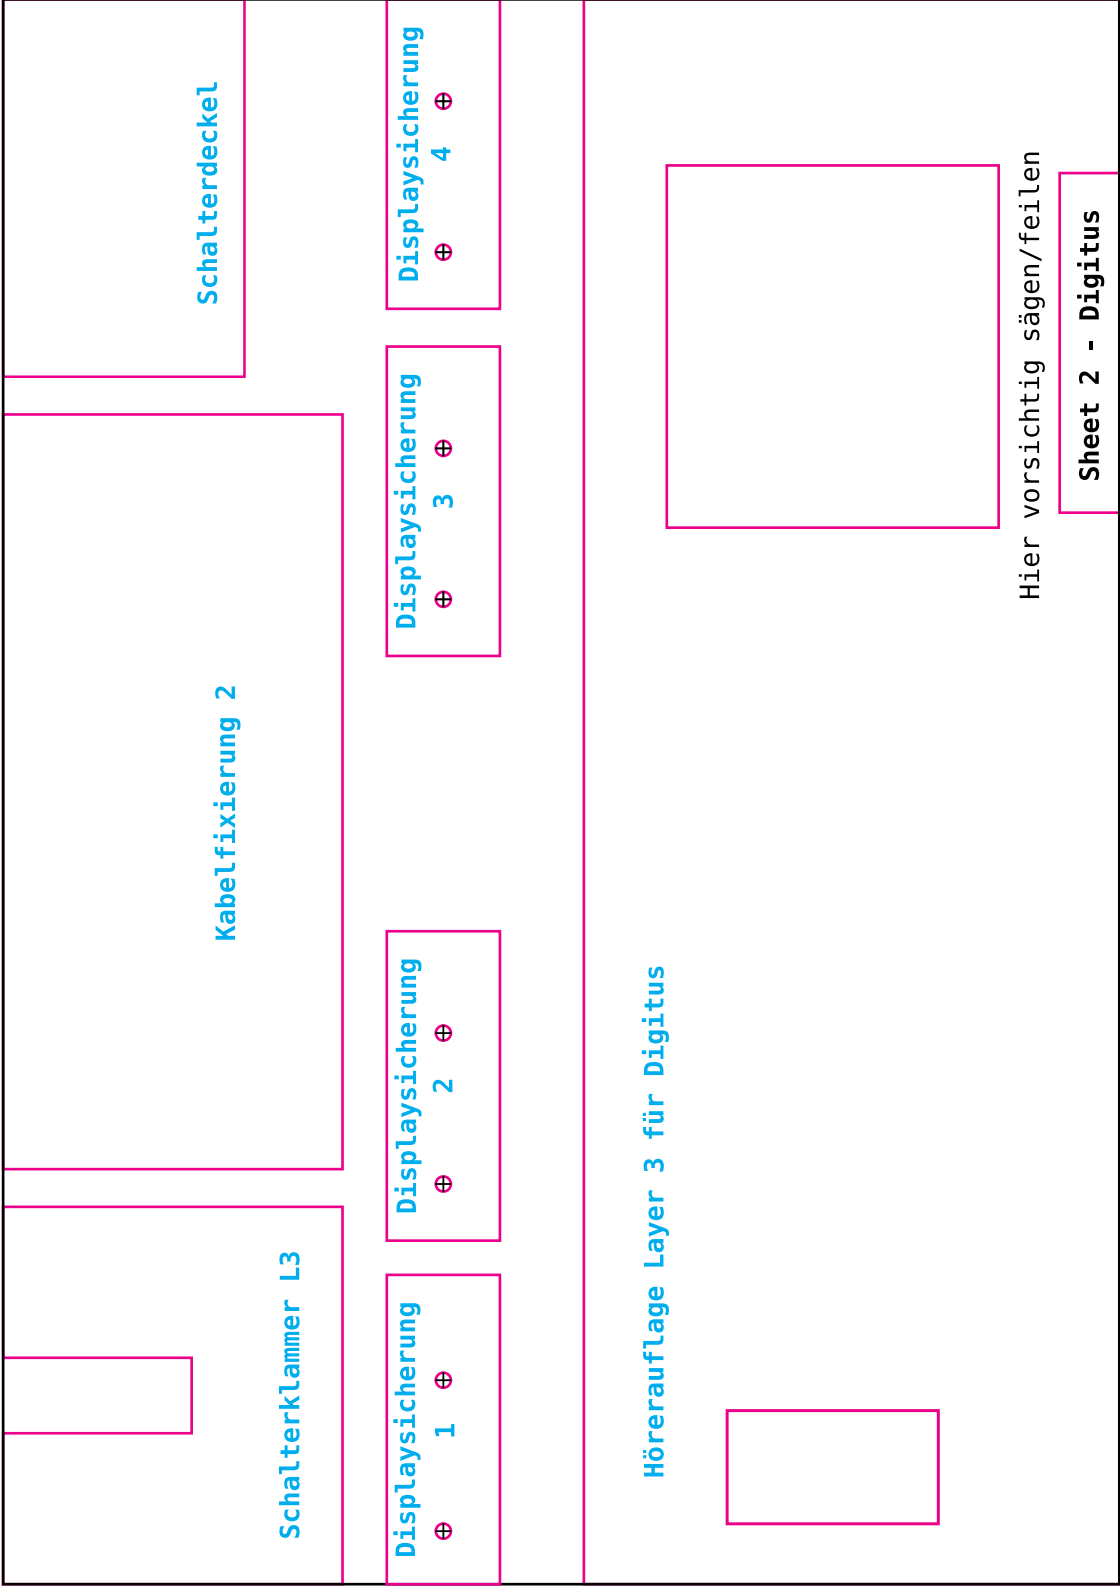 Schalterdeckel
Kabelfixierung 2
Schalterklammer L3
Displaysicherung
4
Displaysicherung
3
Displaysicherung
2
Displaysicherung
1
Hörerauflage Layer 3 für Digitus
Hier vorsichtig sägen/feilen
Sheet 2 - Digitus